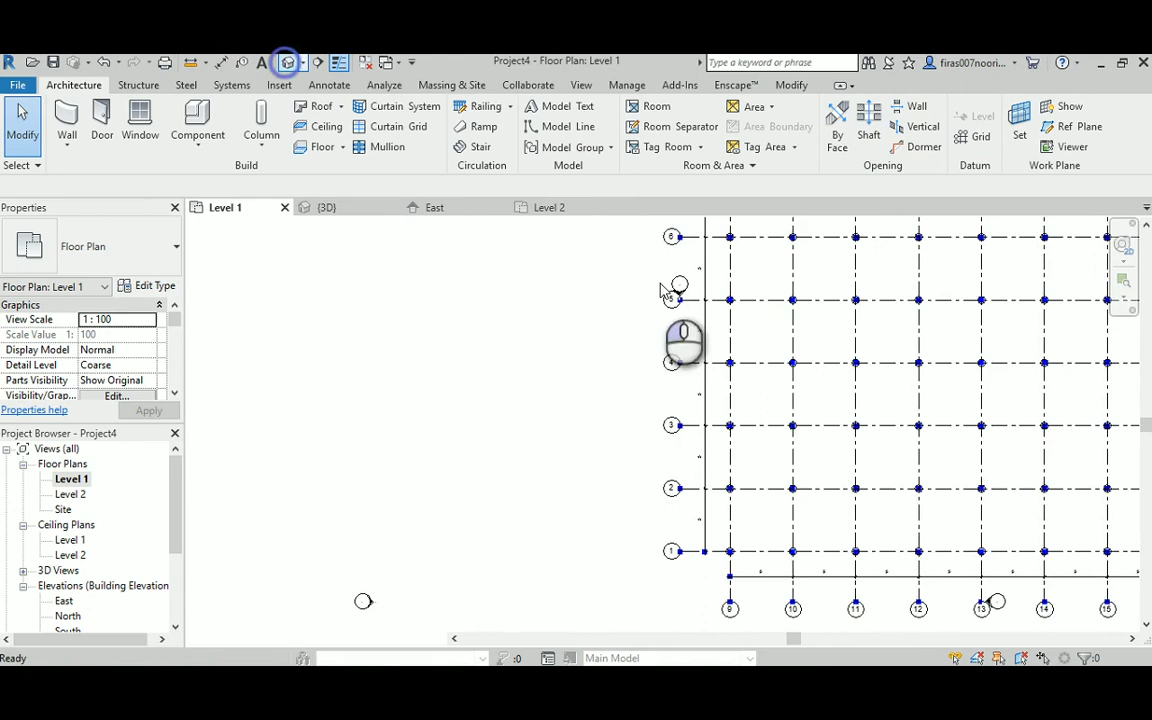 Project4 - Floor Plan: Level 1
Type a keyword or phrase
firas007noori...
File Architecture Structure Steel Systems Insert Annotate Analyze Massing & Site Collaborate View Manage Add-Ins Enscape™ Modify
Modify
Wall
Door
Window
Component
Column
Roof
Ceiling
Floor
Curtain System
Curtain Grid
Mullion
Railing
Ramp
Stair
Model Text
Model Line
Model Group
Room
Room Separator
Tag Room
Area
Area Boundary
Tag Area
By
Face
Shaft
Wall
Vertical
Dormer
Level
Grid
Set
Show
Ref Plane
Viewer
Select Build Circulation Model Room & Area Opening Datum Work Plane
Properties
Level 1 {3D} East Level 2
Floor Plan
Floor Plan: Level 1 Edit Type
Graphics
View Scale 1 : 100
Scale Value 1: 100
Display Model Normal
Detail Level Coarse
Parts Visibility Show Original
Visibility/Grap... Edit...
Properties help Apply
Project Browser - Project4
Views (all)
Floor Plans
Level 1
Level 2
Site
Ceiling Plans
Level 1
Level 2
3D Views
Elevations (Building Elevation
East
North
South
6
5
4
3
2
1
9 10 11 12 13 14 15
2D
Ready
:0
Main Model
:0